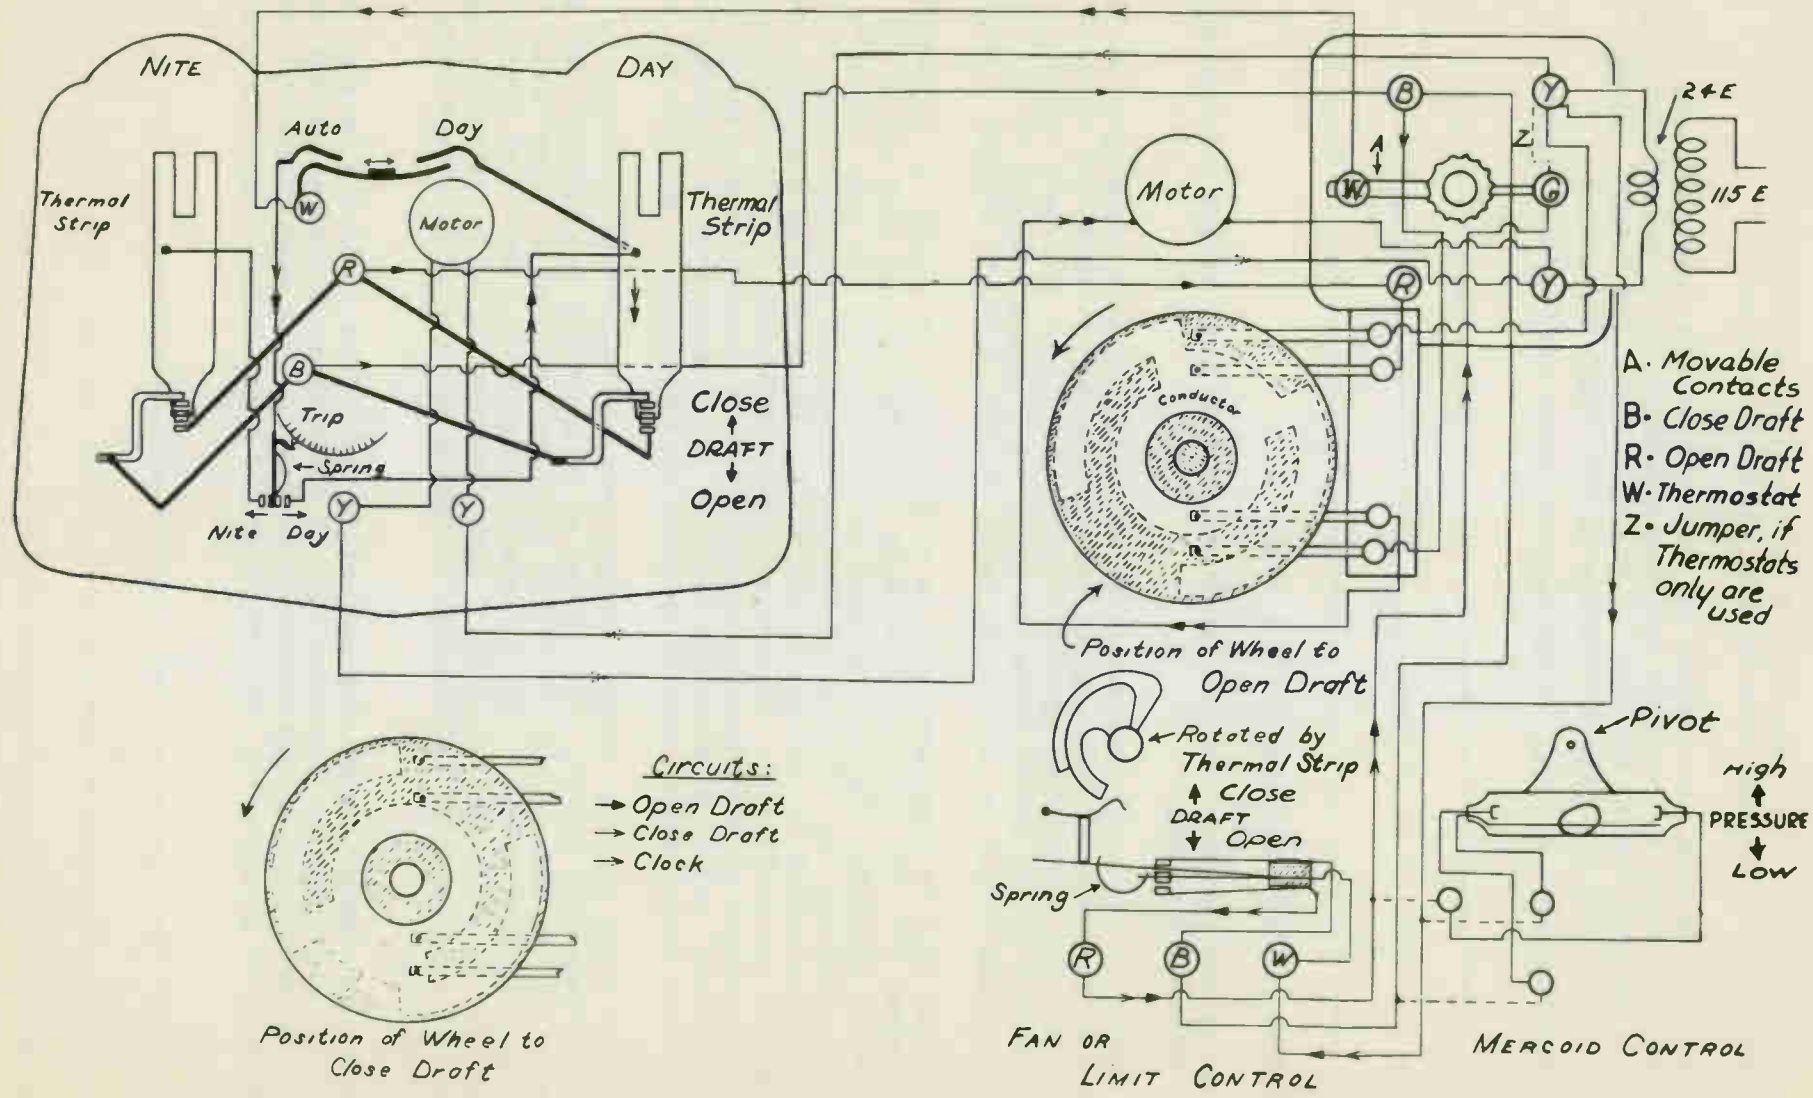 NITE
DAY
Auto
Day
Thermal
Strip
W
Motor
Thermal
Strip
R
B
Trip
Spring
Nite Day
Y
Y
Close
DRAFT
Open
B
Y
24 E
Z
A
W
G
115 E
Motor
R
Y
Conductor
A. Movable
Contacts
B. Close Draft
R. Open Draft
W. Thermostat
Z. Jumper, if
Thermostats
only are
used
Position of Wheel to
Open Draft
Rotated by
Thermal Strip
Close
DRAFT
Open
Spring
R
B
W
FAN OR
LIMIT CONTROL
Pivot
High
PRESSURE
Low
MERCOID CONTROL
Circuits:
Open Draft
Close Draft
Clock
Position of Wheel to
Close Draft